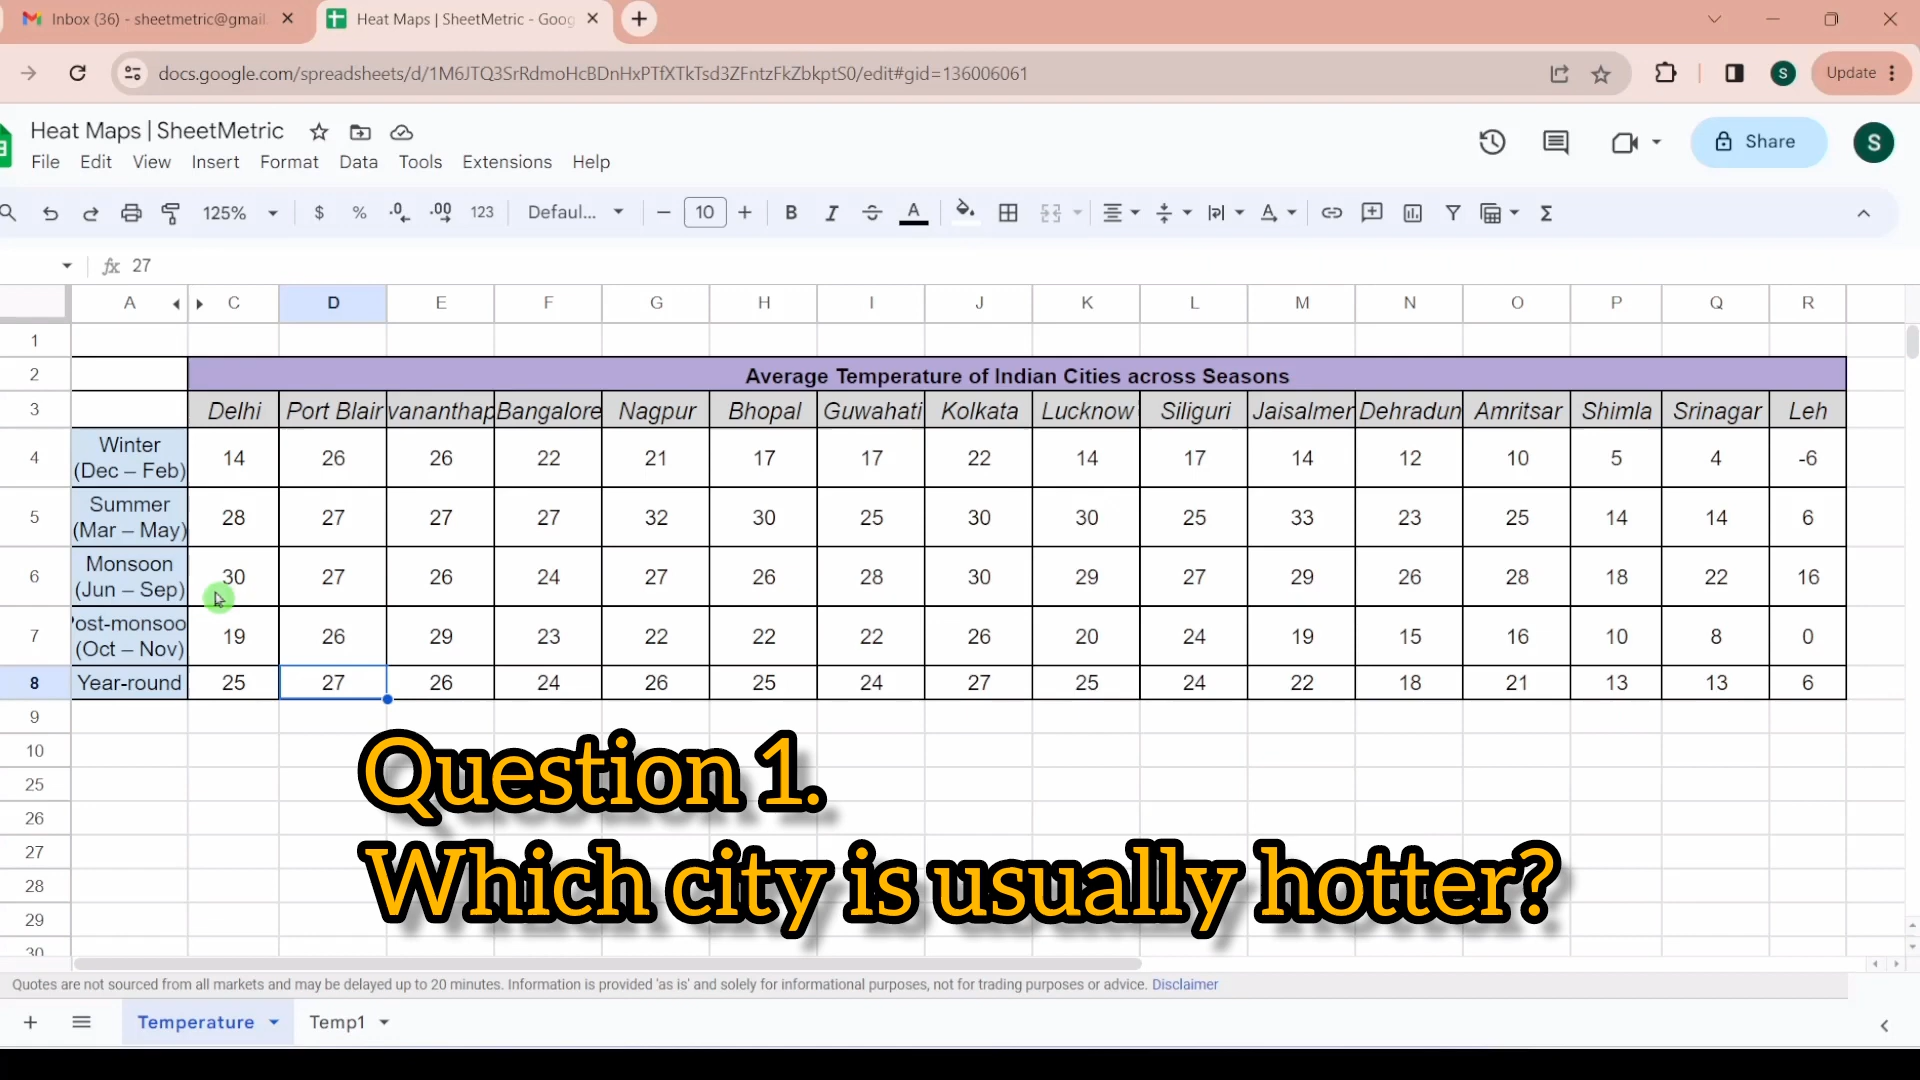 Inbox (36) - sheetmetric@gmail
Heat Maps | SheetMetric - Goog
docs.google.com/spreadsheets/d/1M6JTQ3SrRdmoHcBDnHxPTfXTkTsd3ZFntzFkZbkptS0/edit#gid=136006061
S
Update
Heat Maps | SheetMetric
File Edit View Insert Format Data Tools Extensions Help
Share
S
125% $ % .0 .00 123 Defaul... 10 B I A Σ
fx 27
A C D E F G H I J K L M N O P Q R
1
2 Average Temperature of Indian Cities across Seasons
3 Delhi Port Blair vananthap Bangalore Nagpur Bhopal Guwahati Kolkata Lucknow Siliguri Jaisalmer Dehradun Amritsar Shimla Srinagar Leh
4 Winter (Dec – Feb) 14 26 26 22 21 17 17 22 14 17 14 12 10 5 4 -6
5 Summer (Mar – May) 28 27 27 27 32 30 25 30 30 25 33 23 25 14 14 6
6 Monsoon (Jun – Sep) 30 27 26 24 27 26 28 30 29 27 29 26 28 18 22 16
7 ost-monsoo (Oct – Nov) 19 26 29 23 22 22 22 26 20 24 19 15 16 10 8 0
8 Year-round 25 27 26 24 26 25 24 27 25 24 22 18 21 13 13 6
9
10
25
26
27
28
29
30
Question 1.
Which city is usually hotter?
Quotes are not sourced from all markets and may be delayed up to 20 minutes. Information is provided 'as is' and solely for informational purposes, not for trading purposes or advice. Disclaimer
Temperature Temp1